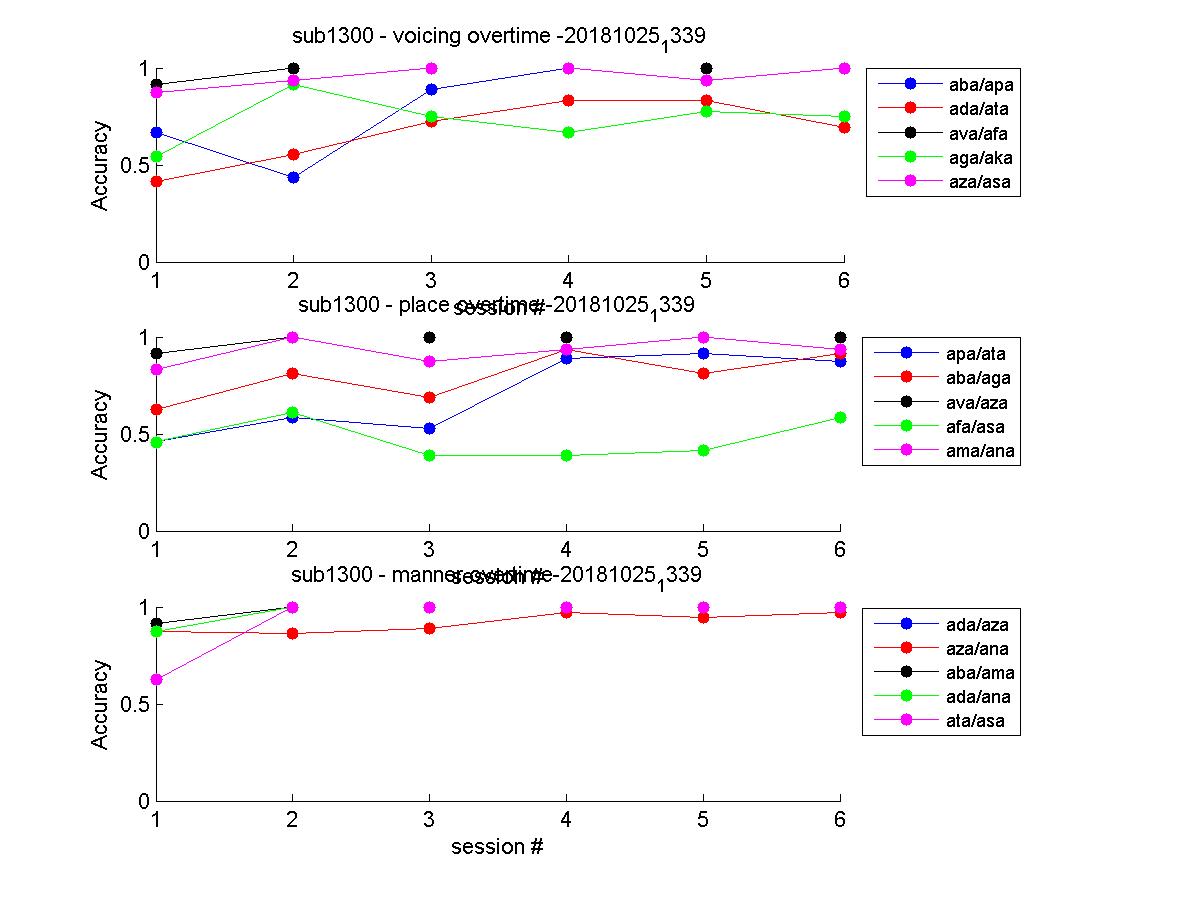 sub1300 - voicing overtime -20181025₁339
1
0.5
0
Accuracy
1 2 3 4 5 6
session #
aba/apa
ada/ata
ava/afa
aga/aka
aza/asa
sub1300 - place overtime -20181025₁339
1
0.5
0
Accuracy
1 2 3 4 5 6
session #
apa/ata
aba/aga
ava/aza
afa/asa
ama/ana
sub1300 - manner overtime -20181025₁339
1
0.5
0
Accuracy
1 2 3 4 5 6
session #
ada/aza
aza/ana
aba/ama
ada/ana
ata/asa